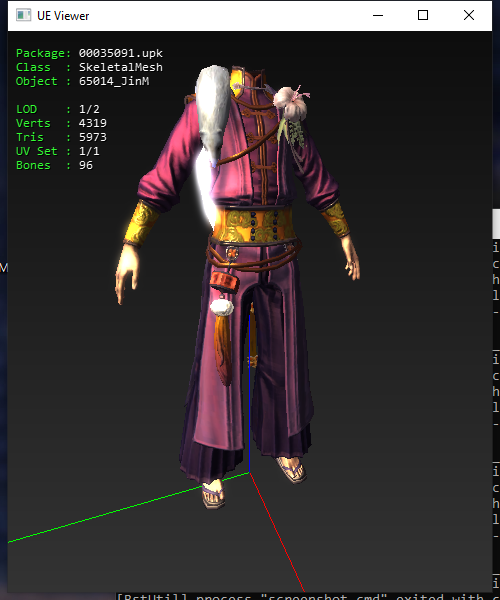 UE Viewer
Package: 00035091.upk
Class : SkeletalMesh
Object : 65014_JinM
LOD : 1/2
Verts : 4319
Tris : 5973
UV Set : 1/1
Bones : 96
M
i
c
h
l
-
i
c
h
l
-
i
c
h
l
-
i
[BstUtil] process "screenshot.cmd" exited with c